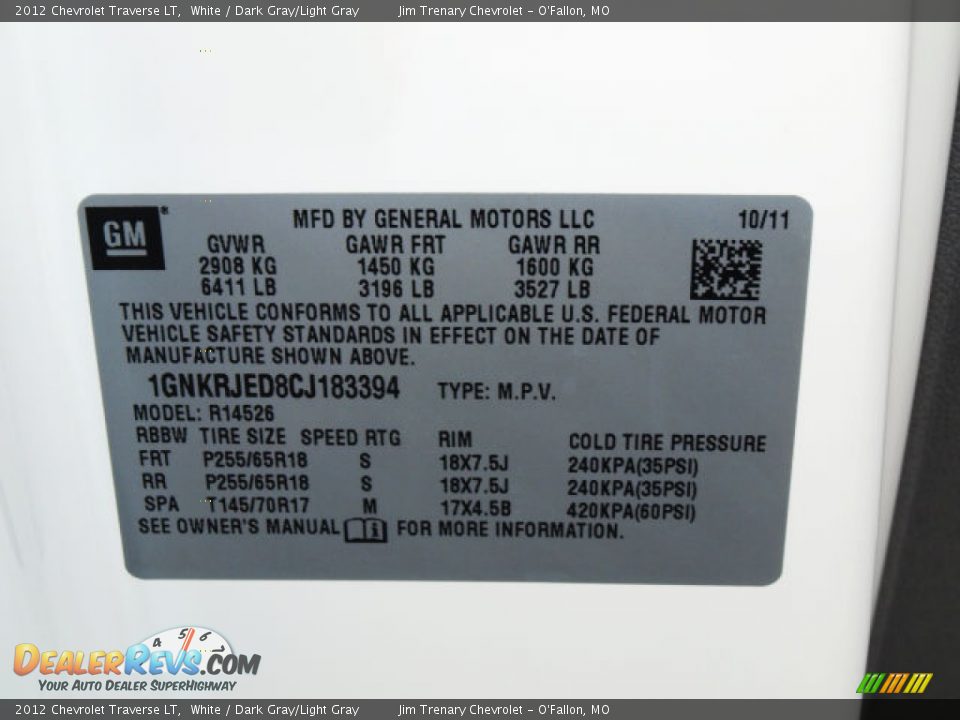 2012 Chevrolet Traverse LT, White / Dark Gray/Light Gray Jim Trenary Chevrolet - O'Fallon, MO
GM® MFD BY GENERAL MOTORS LLC 10/11
GVWR GAWR FRT GAWR RR
2908 KG 1450 KG 1600 KG
6411 LB 3196 LB 3527 LB
THIS VEHICLE CONFORMS TO ALL APPLICABLE U.S. FEDERAL MOTOR
VEHICLE SAFETY STANDARDS IN EFFECT ON THE DATE OF
MANUFACTURE SHOWN ABOVE.
1GNKRJED8CJ183394 TYPE: M.P.V.
MODEL: R14526
RBBW TIRE SIZE SPEED RTG RIM COLD TIRE PRESSURE
FRT P255/65R18 S 18X7.5J 240KPA(35PSI)
RR P255/65R18 S 18X7.5J 240KPA(35PSI)
SPA T145/70R17 M 17X4.5B 420KPA(60PSI)
SEE OWNER'S MANUAL i FOR MORE INFORMATION.
4 5 6 7
DealerRevs.com
Your Auto Dealer SuperHighway
2012 Chevrolet Traverse LT, White / Dark Gray/Light Gray Jim Trenary Chevrolet - O'Fallon, MO